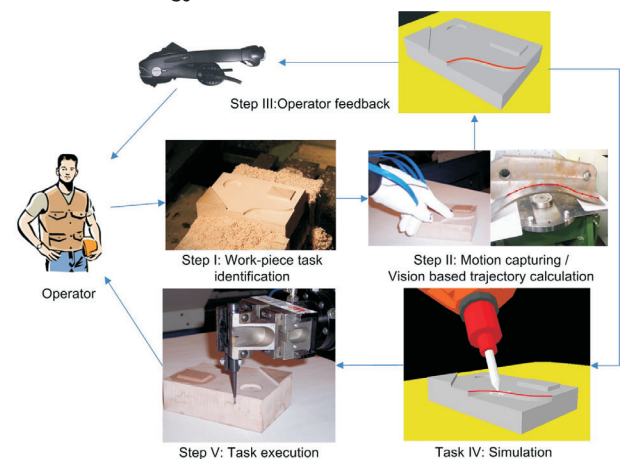 Step III:Operator feedback
Step I: Work-piece task
identification
Step II: Motion capturing /
Vision based trajectory calculation
Operator
Step V: Task execution
Task IV: Simulation